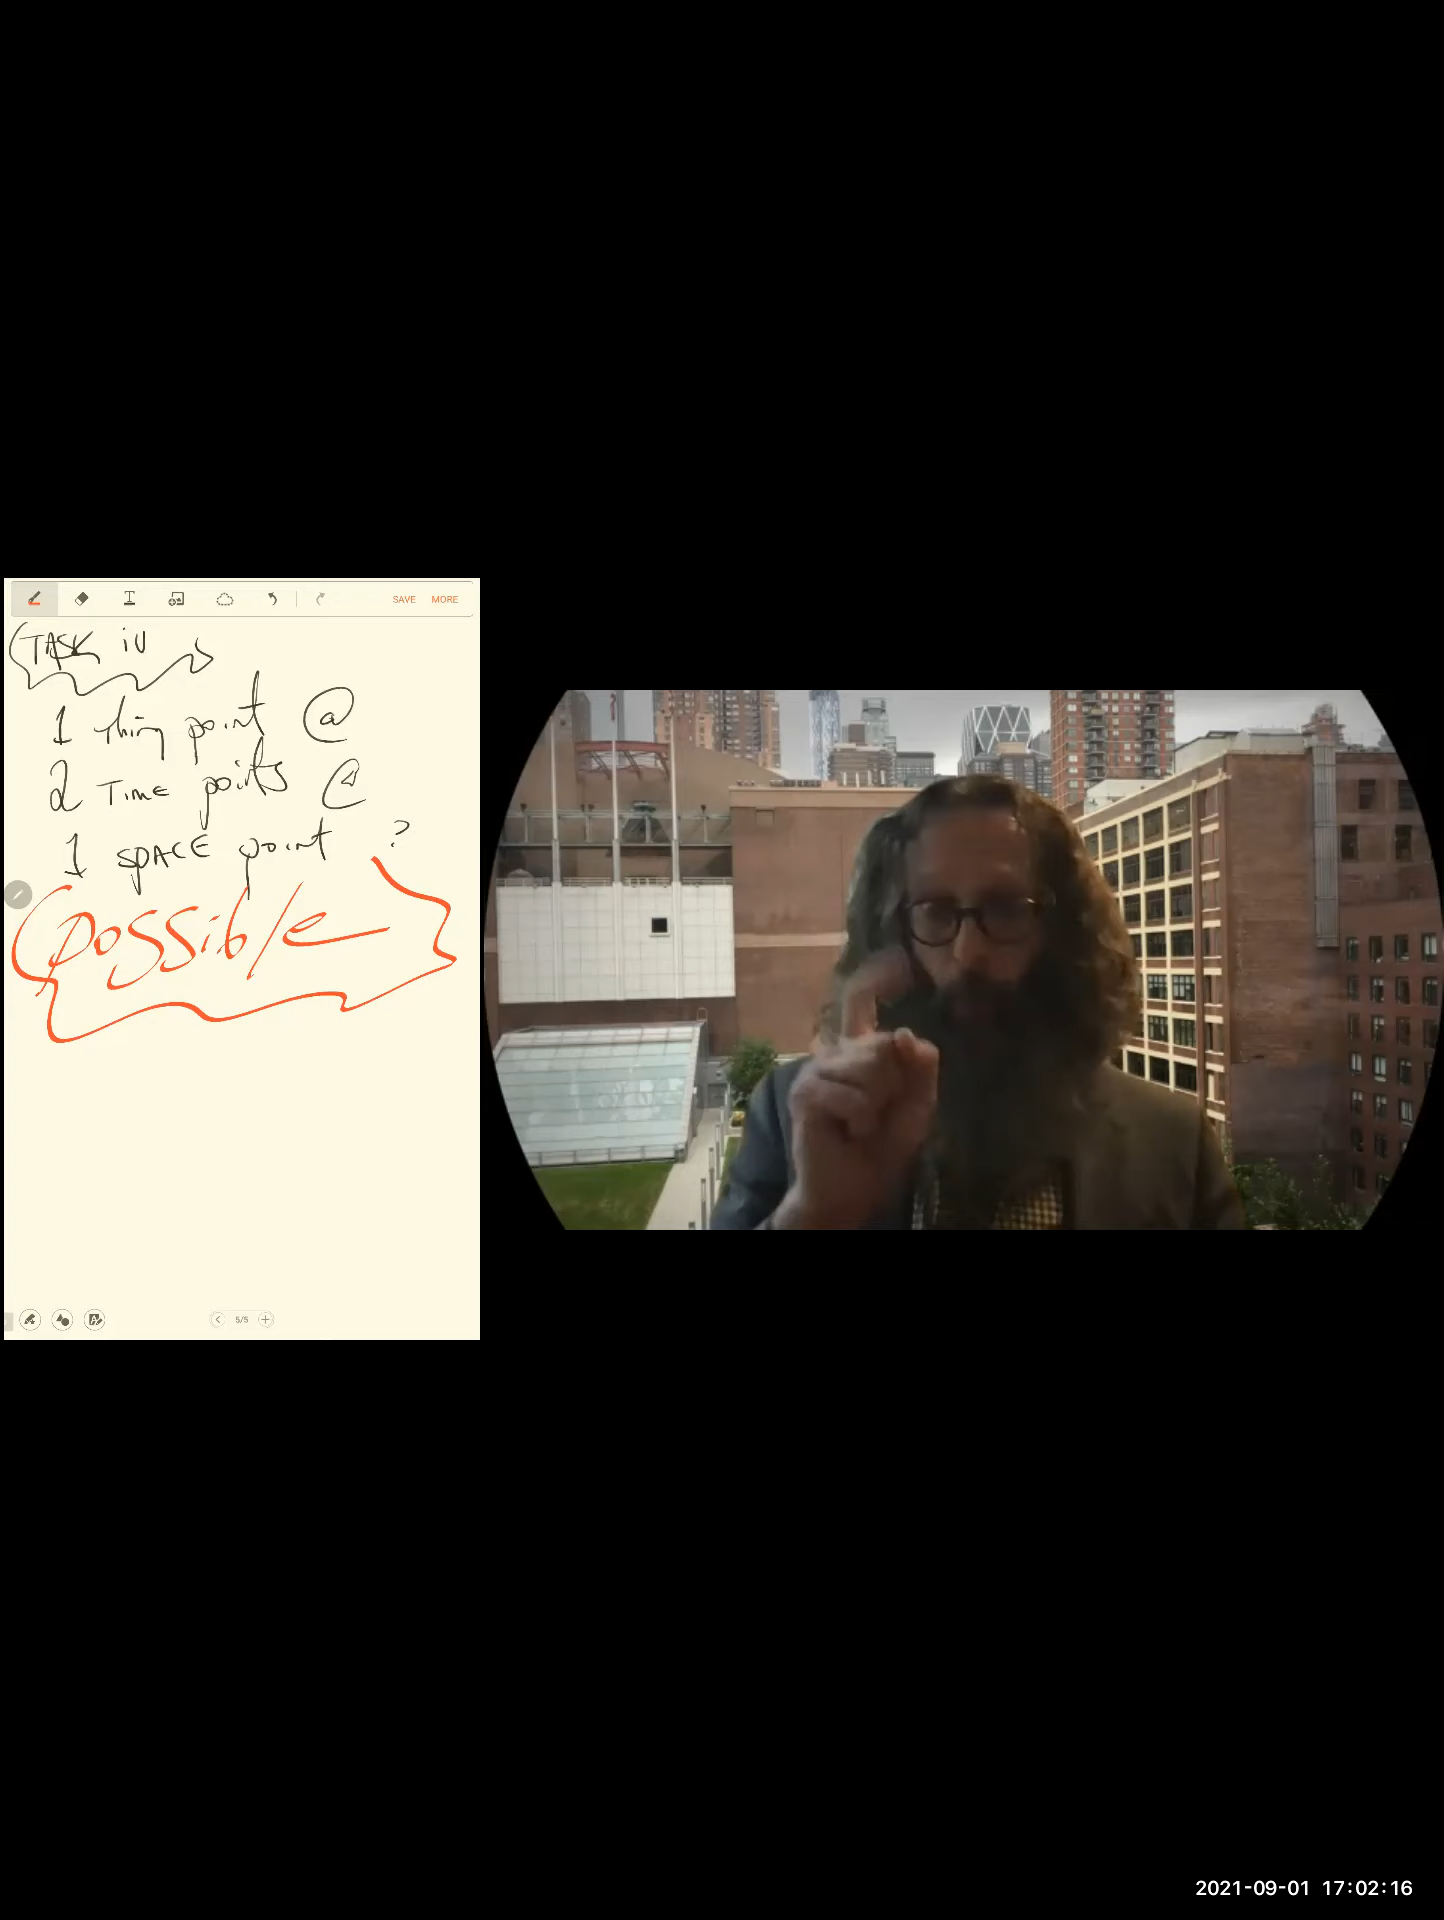 SAVE MORE
TASK iv
1 thing point @
2 TIME points @
1 SPACE point ?
possible
5/5
2021-09-01 17:02:16